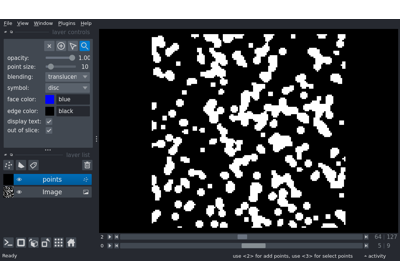 File View Window Plugins Help
layer controls
opacity: 1.00
point size: 10
blending: translucen
symbol: disc
face color: blue
edge color: black
display text:
out of slice:
layer list
points
Image
2 64 127
0 5 9
Ready use <2> for add points, use <3> for select points activity